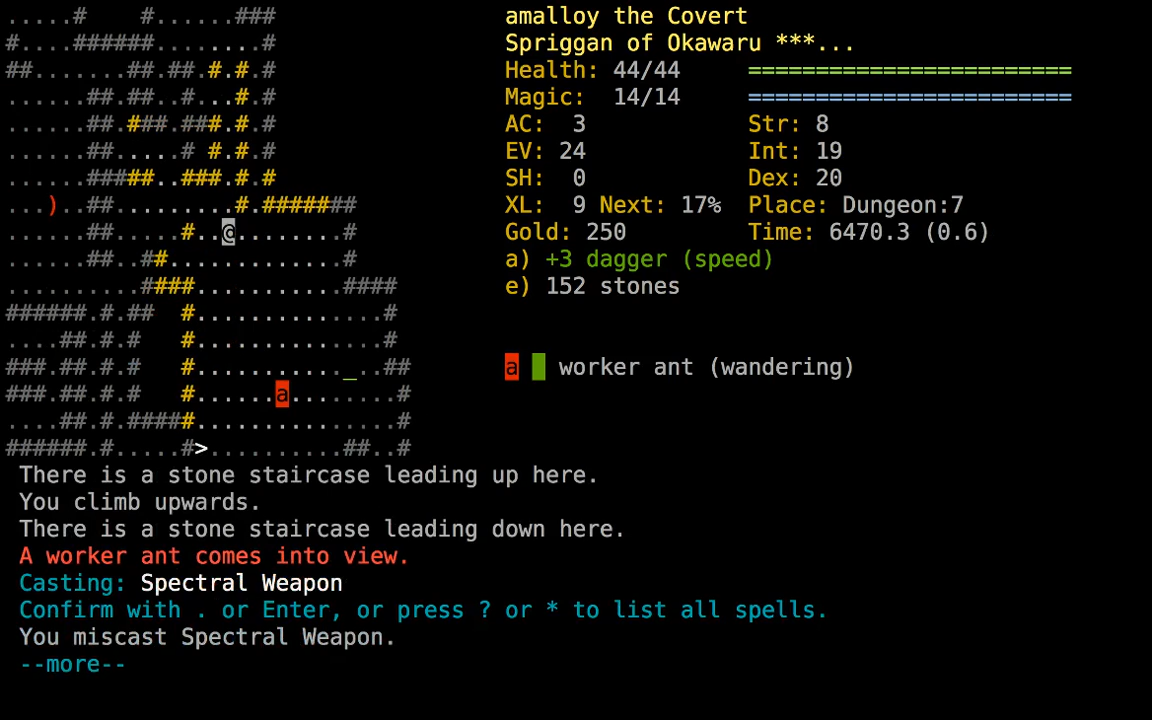 .....#    #......###
amalloy the Covert
#....######........#
Spriggan of Okawaru ***...
##.......##.##.#.#.#
Health: 44/44 ========================
......##.##..#...#.#
Magic:  14/14 ========================
......##.####.###.#.#
AC:  3 Str: 8
......##.....# #.#.#
EV: 24 Int: 19
......#####..###.#.#
SH:  0 Dex: 20
...)..##.........#.#######
XL:  9 Next: 17% Place: Dungeon:7
......##.....#..@........#
Gold: 250 Time: 6470.3 (0.6)
......##..##.............#
a) +3 dagger (speed)
..........####...........####
e) 152 stones
######.#.##  #..............#
....##.#.#   #..............#
###.##.#.#   #..........._..##
a worker ant (wandering)
###.##.#.#   #......a........#
....##.#.#####...............#
######.#.....#>..........##..#
There is a stone staircase leading up here.
You climb upwards.
There is a stone staircase leading down here.
A worker ant comes into view.
Casting: Spectral Weapon
Confirm with . or Enter, or press ? or * to list all spells.
You miscast Spectral Weapon.
--more--